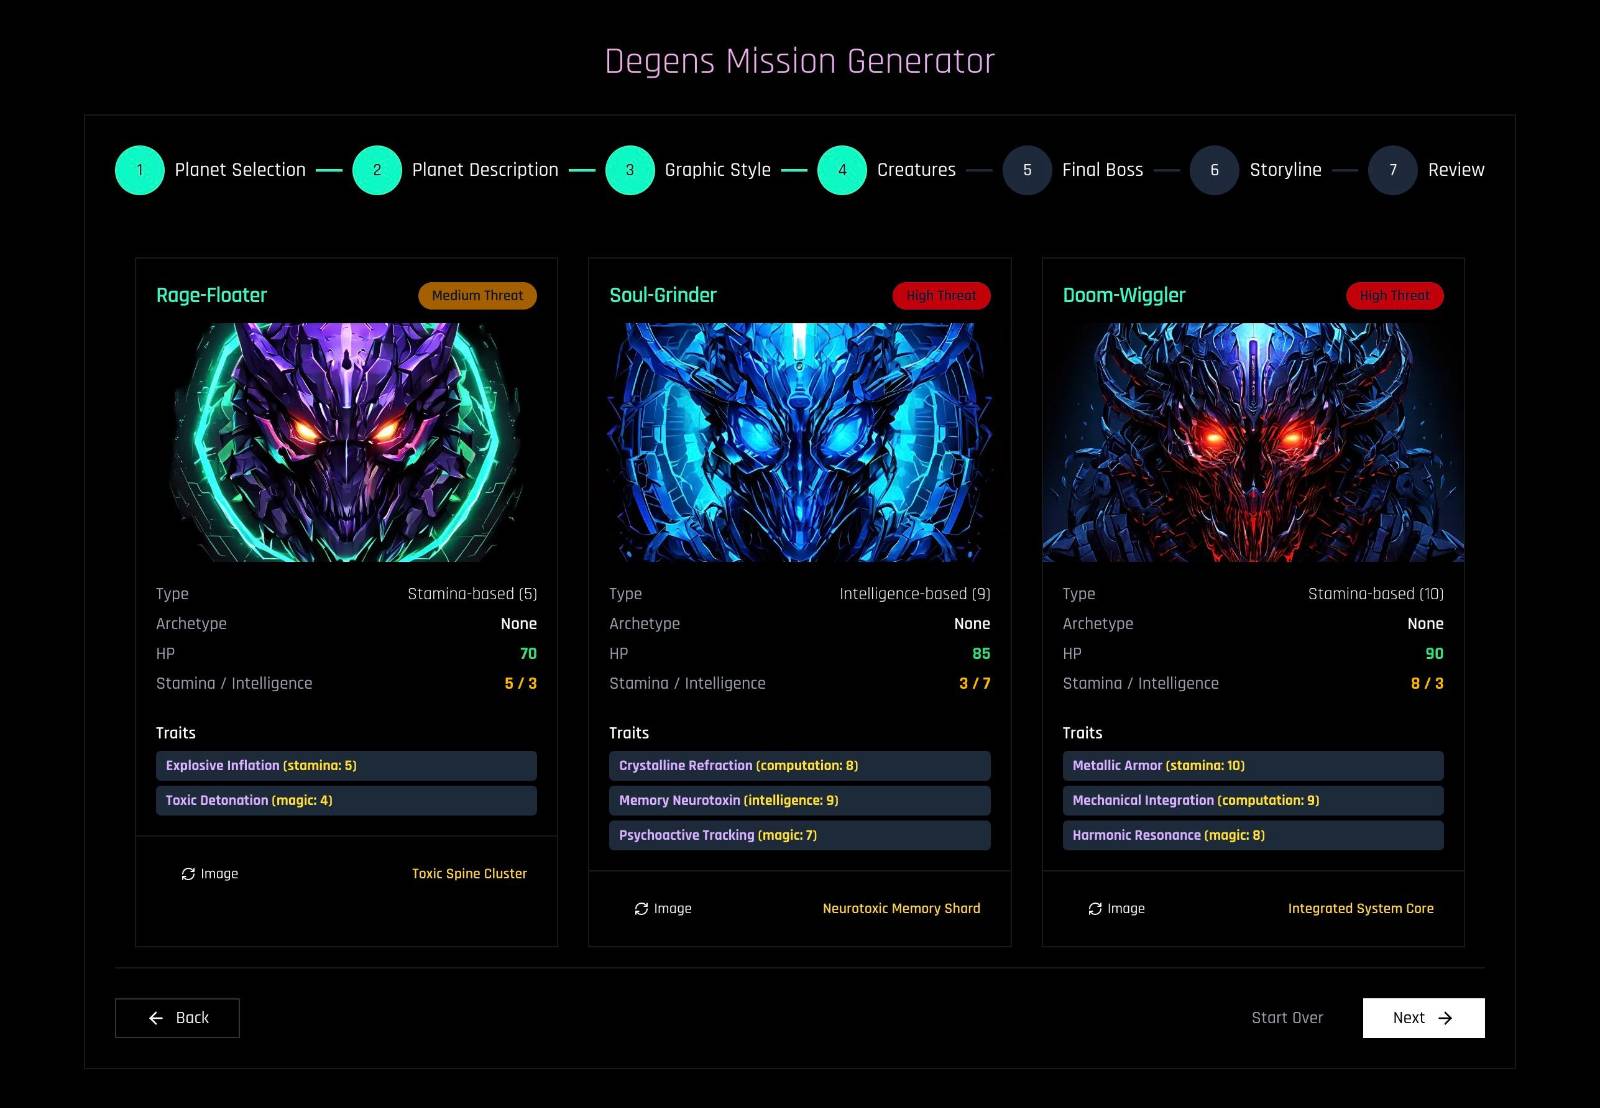 Degens Mission Generator
1 Planet Selection 2 Planet Description 3 Graphic Style 4 Creatures 5 Final Boss 6 Storyline 7 Review
Rage-Floater Medium Threat
Type Stamina-based (5)
Archetype None
HP 70
Stamina / Intelligence 5 / 3
Traits
Explosive Inflation (stamina: 5)
Toxic Detonation (magic: 4)
Image Toxic Spine Cluster
Soul-Grinder High Threat
Type Intelligence-based (9)
Archetype None
HP 85
Stamina / Intelligence 3 / 7
Traits
Crystalline Refraction (computation: 8)
Memory Neurotoxin (intelligence: 9)
Psychoactive Tracking (magic: 7)
Image Neurotoxic Memory Shard
Doom-Wiggler High Threat
Type Stamina-based (10)
Archetype None
HP 90
Stamina / Intelligence 8 / 3
Traits
Metallic Armor (stamina: 10)
Mechanical Integration (computation: 9)
Harmonic Resonance (magic: 8)
Image Integrated System Core
Back Start Over Next